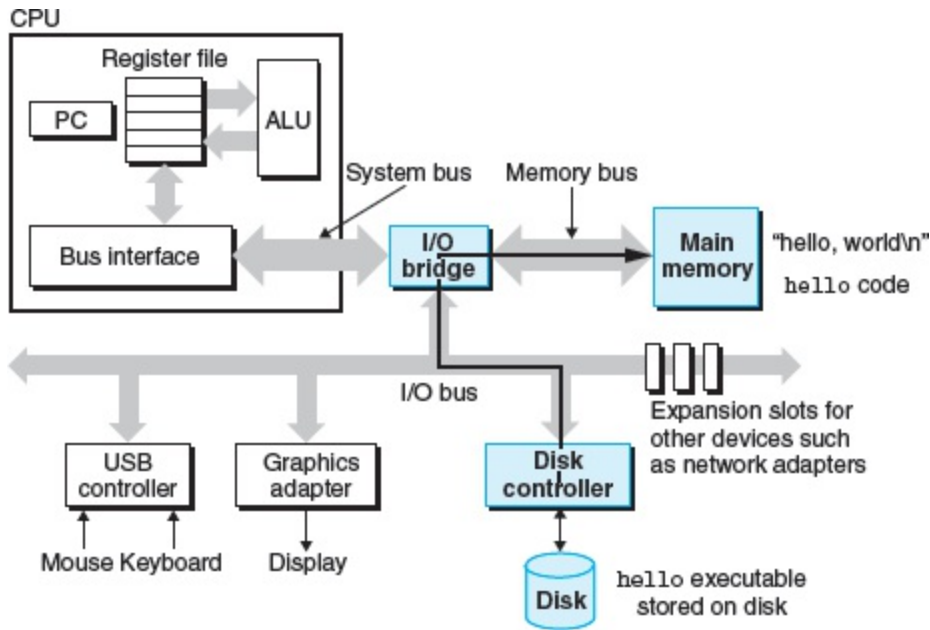 CPU
Register file
PC
ALU
System bus
Memory bus
Bus interface
I/O
bridge
Main
memory
“hello, world\n”
hello code
I/O bus
Expansion slots for
other devices such
as network adapters
USB
controller
Graphics
adapter
Disk
controller
Mouse Keyboard
Display
Disk
hello executable
stored on disk